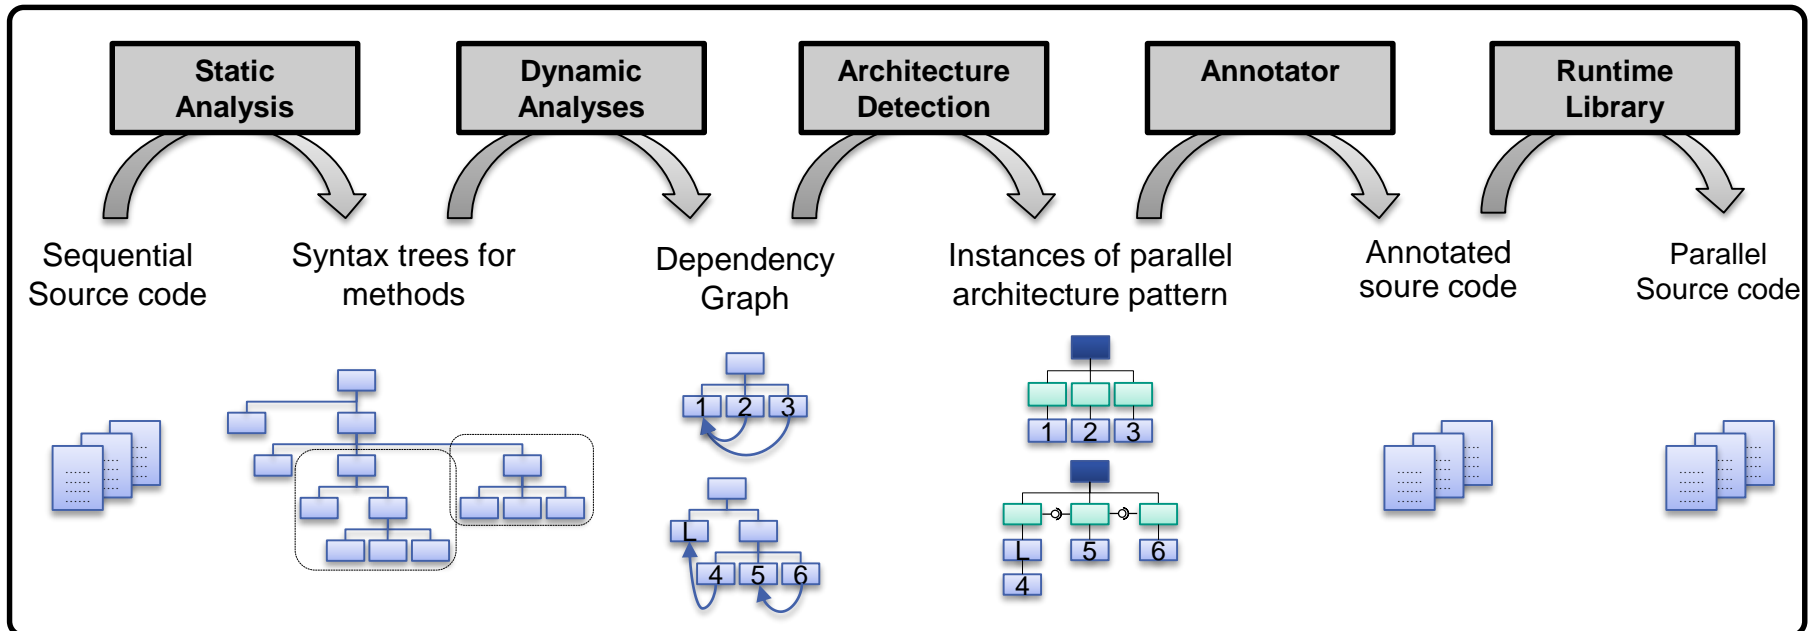 Static
Analysis
Dynamic
Analyses
Architecture
Detection
Annotator
Runtime
Library
Sequential
Source code
Syntax trees for
methods
Dependency
Graph
Instances of parallel
architecture pattern
Annotated
soure code
Parallel
Source code
1 2 3
L
4 5 6
1 2 3
L 5 6
4